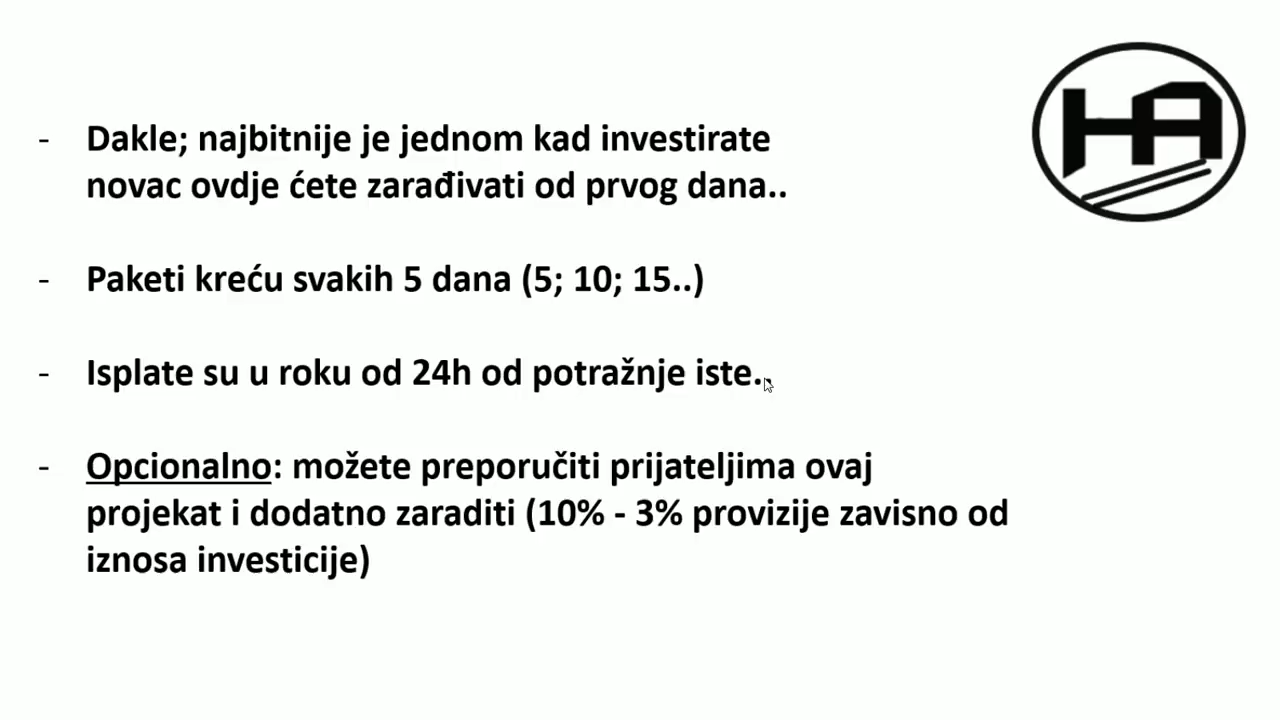 - Dakle; najbitnije je jednom kad investirate
novac ovdje ćete zarađivati od prvog dana..
- Paketi kreću svakih 5 dana (5; 10; 15..)
- Isplate su u roku od 24h od potražnje iste..
- Opcionalno: možete preporučiti prijateljima ovaj
projekat i dodatno zaraditi (10% - 3% provizije zavisno od
iznosa investicije)
HA